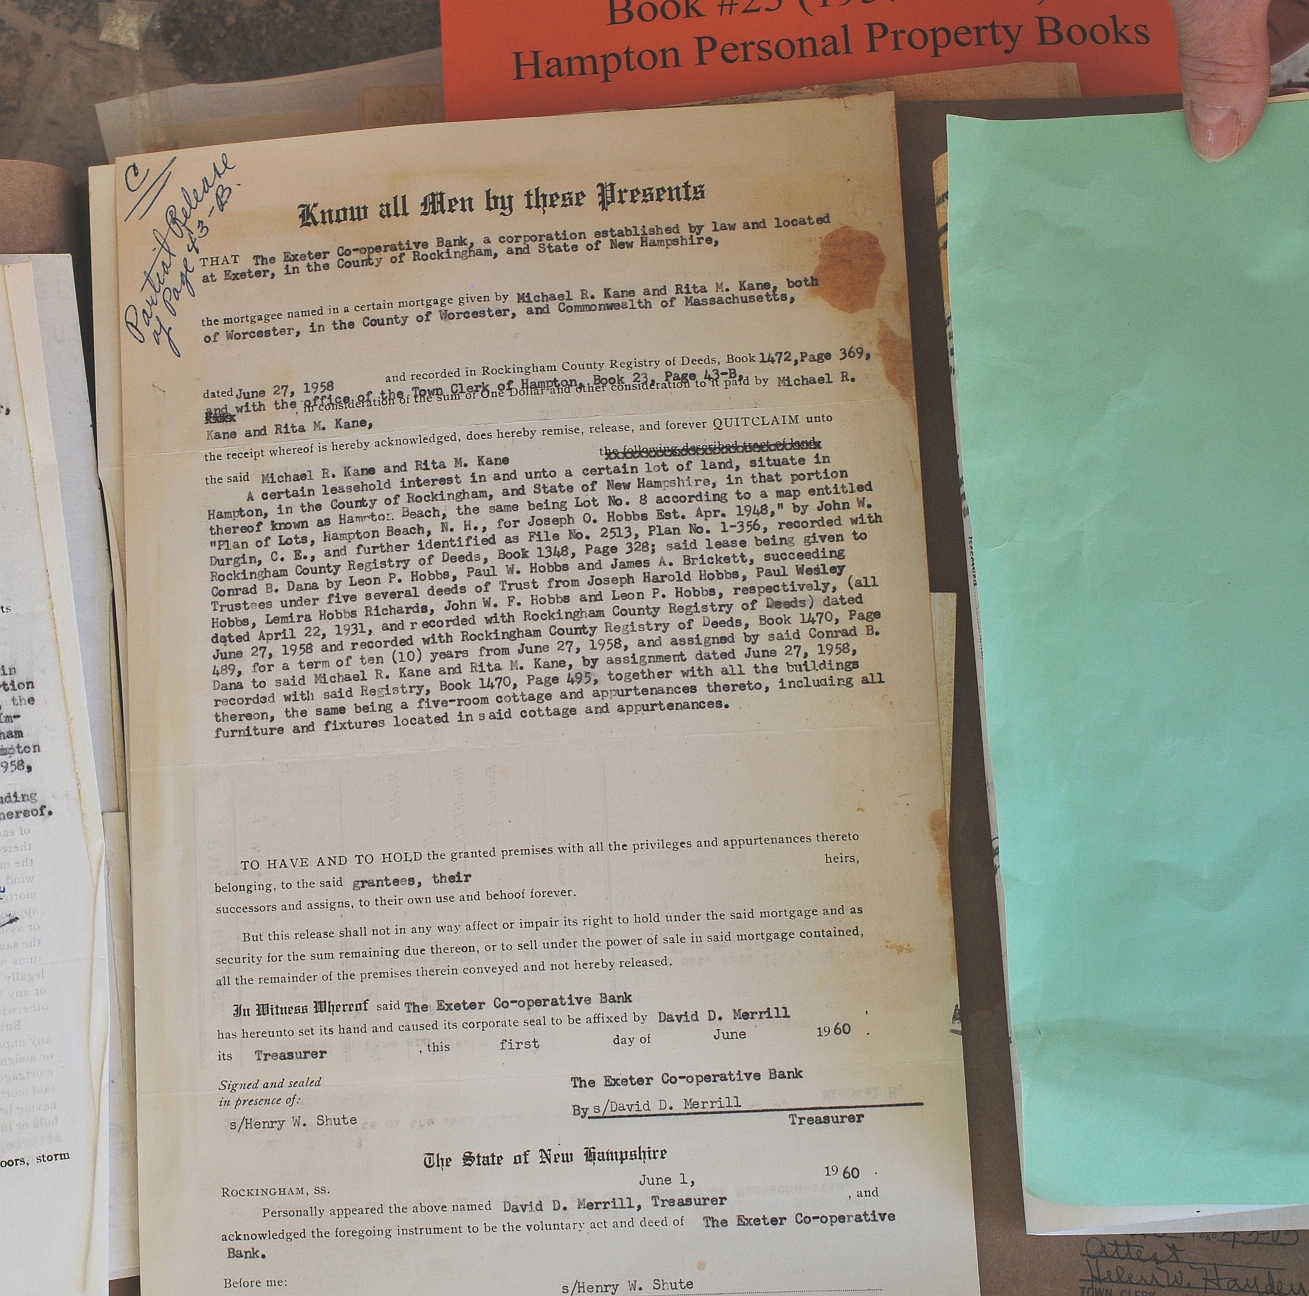 Book #23
Hampton Personal Property Books
C
Partial Release
of Page 43-B.
Know all Men by these Presents
THAT The Exeter Co-operative Bank, a corporation established by law and located
at Exeter, in the County of Rockingham, and State of New Hampshire,
the mortgagee named in a certain mortgage given by Michael R. Kane and Rita M. Kane, both
of Worcester, in the County of Worcester, and Commonwealth of Massachusetts,
dated June 27, 1958 and recorded in Rockingham County Registry of Deeds, Book 1472, Page 369,
and with the office of the Town Clerk of Hampton, Book 23, Page 43-B,
, in consideration of the sum of One Dollar and other consideration to it paid by Michael R.
Kane and Rita M. Kane,
the receipt whereof is hereby acknowledged, does hereby remise, release, and forever QUITCLAIM unto
the said Michael R. Kane and Rita M. Kane the following described tract of land
A certain leasehold interest in and unto a certain lot of land, situate in
Hampton, in the County of Rockingham, and State of New Hampshire, in that portion
thereof known as Hampton Beach, the same being Lot No. 8 according to a map entitled
"Plan of Lots, Hampton Beach, N. H., for Joseph O. Hobbs Est. Apr. 1948," by John W.
Durgin, C. E., and further identified as File No. 2513, Plan No. 1-356, recorded with
Rockingham County Registry of Deeds, Book 1348, Page 328; said lease being given to
Conrad B. Dana by Leon P. Hobbs, Paul W. Hobbs and James A. Brickett, succeeding
Trustees under five several deeds of Trust from Joseph Harold Hobbs, Paul Wesley
Hobbs, Lemira Hobbs Richards, John W. F. Hobbs and Leon P. Hobbs, respectively, (all
dated April 22, 1931, and recorded with Rockingham County Registry of Deeds) dated
June 27, 1958 and recorded with Rockingham County Registry of Deeds, Book 1470, Page
489, for a term of ten (10) years from June 27, 1958, and assigned by said Conrad B.
Dana to said Michael R. Kane and Rita M. Kane, by assignment dated June 27, 1958,
recorded with said Registry, Book 1470, Page 495, together with all the buildings
thereon, the same being a five-room cottage and appurtenances thereto, including all
furniture and fixtures located in said cottage and appurtenances.
TO HAVE AND TO HOLD the granted premises with all the privileges and appurtenances thereto
belonging, to the said grantees, their heirs,
successors and assigns, to their own use and behoof forever.
But this release shall not in any way affect or impair its right to hold under the said mortgage and as
security for the sum remaining due thereon, or to sell under the power of sale in said mortgage contained,
all the remainder of the premises therein conveyed and not hereby released.
In Witness Whereof said The Exeter Co-operative Bank
has hereunto set its hand and caused its corporate seal to be affixed by David D. Merrill
its Treasurer , this first day of June 1960 .
Signed and sealed
in presence of:
The Exeter Co-operative Bank
s/Henry W. Shute
By s/David D. Merrill
Treasurer
The State of New Hampshire
ROCKINGHAM, SS. June 1, 1960 .
Personally appeared the above named David D. Merrill, Treasurer , and
acknowledged the foregoing instrument to be the voluntary act and deed of The Exeter Co-operative
Bank.
Before me: s/Henry W. Shute
ts
in
tion
the
ham
958,
hereof.
oors, storm
Attest
Helen W. Hayden
TOWN CLERK